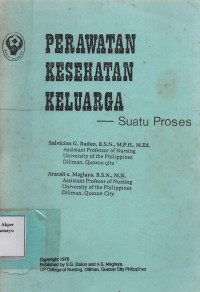 PERAWATAN
KESEHATAN
KELUARGA
— Suatu Proses
Salvacion G. Bailon, B.S.N., M.P.H., M.Ed.
Assistant Professor of Nursing
University of the Philippines
Diliman, Quezon city
Araceli S. Maglaya, B.S.N., M.N.
Assistant Professor of Nursing
University of the Philippines
Diliman, Quezon City
Akper
Copyright 1978
Published by S.G. Bailon and A.S. Maglaya,
UP College of Nursing, Diliman, Quezon City Philippines